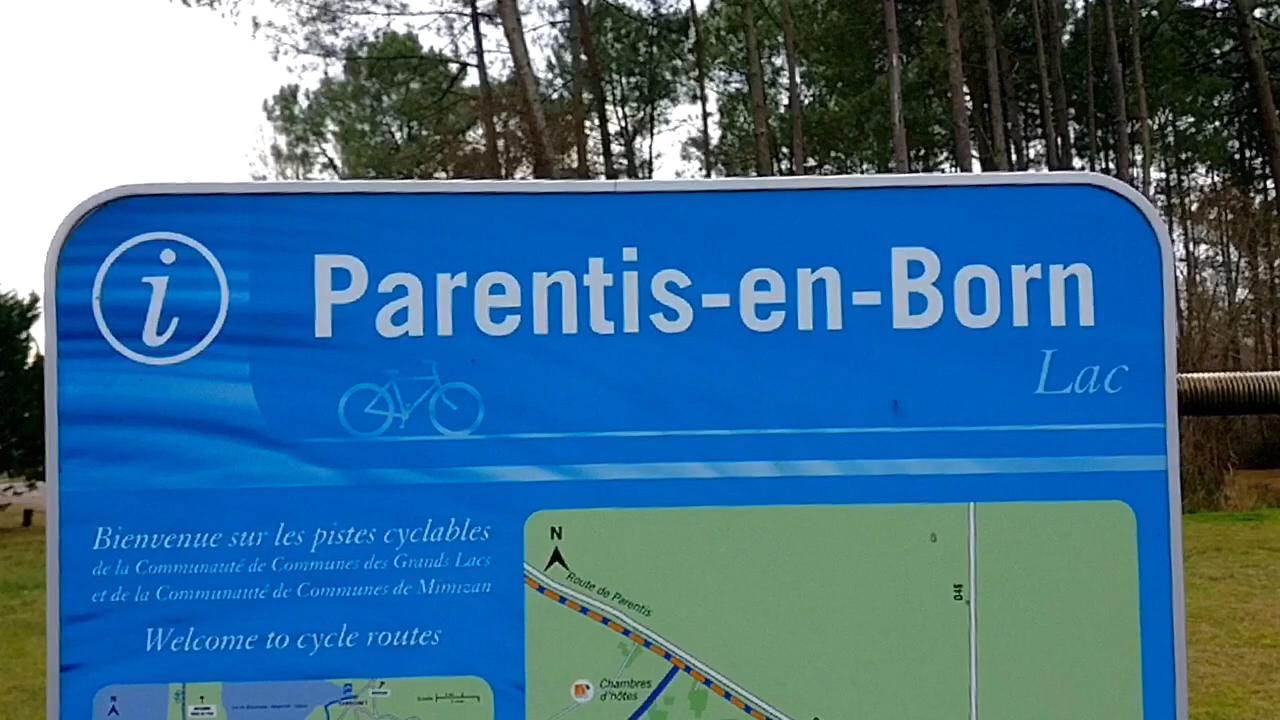 i
Parentis-en-Born
Lac
Bienvenue sur les pistes cyclables
de la Communauté de Communes des Grands Lacs
et de la Communauté de Communes de Mimizan
Welcome to cycle routes
N
Route de Parentis
D46
Chambres
d'hôtes
N